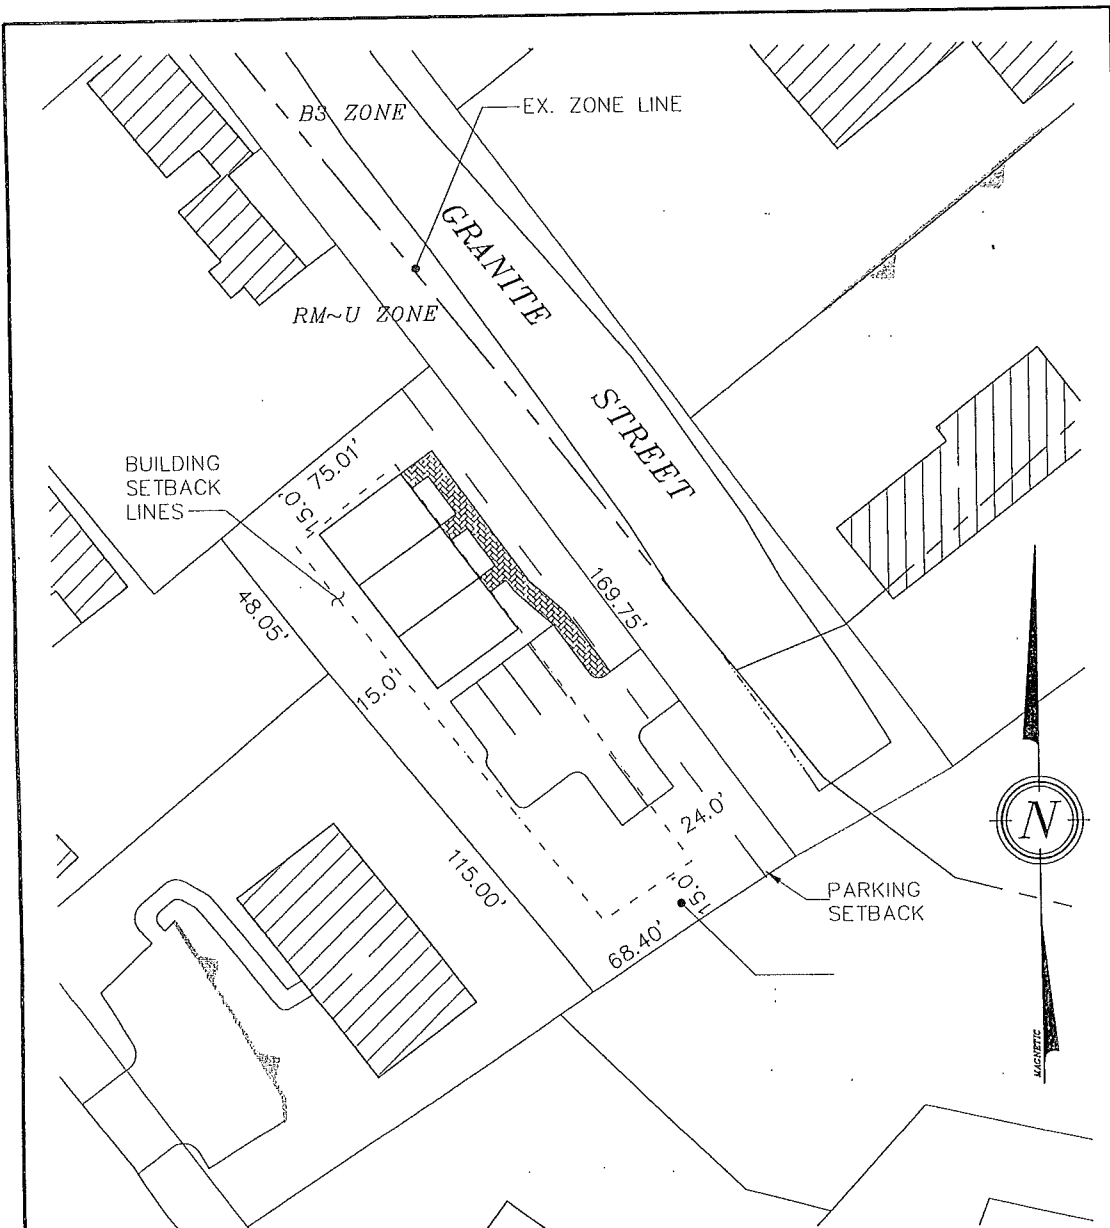 B3 ZONE
EX. ZONE LINE
GRANITE
STREET
RM~U ZONE
BUILDING
SETBACK
LINES
75.01'
15.0'
48.05'
169.75'
15.0'
24.0'
115.00'
15.0'
68.40'
PARKING
SETBACK
N
MAGNETIC